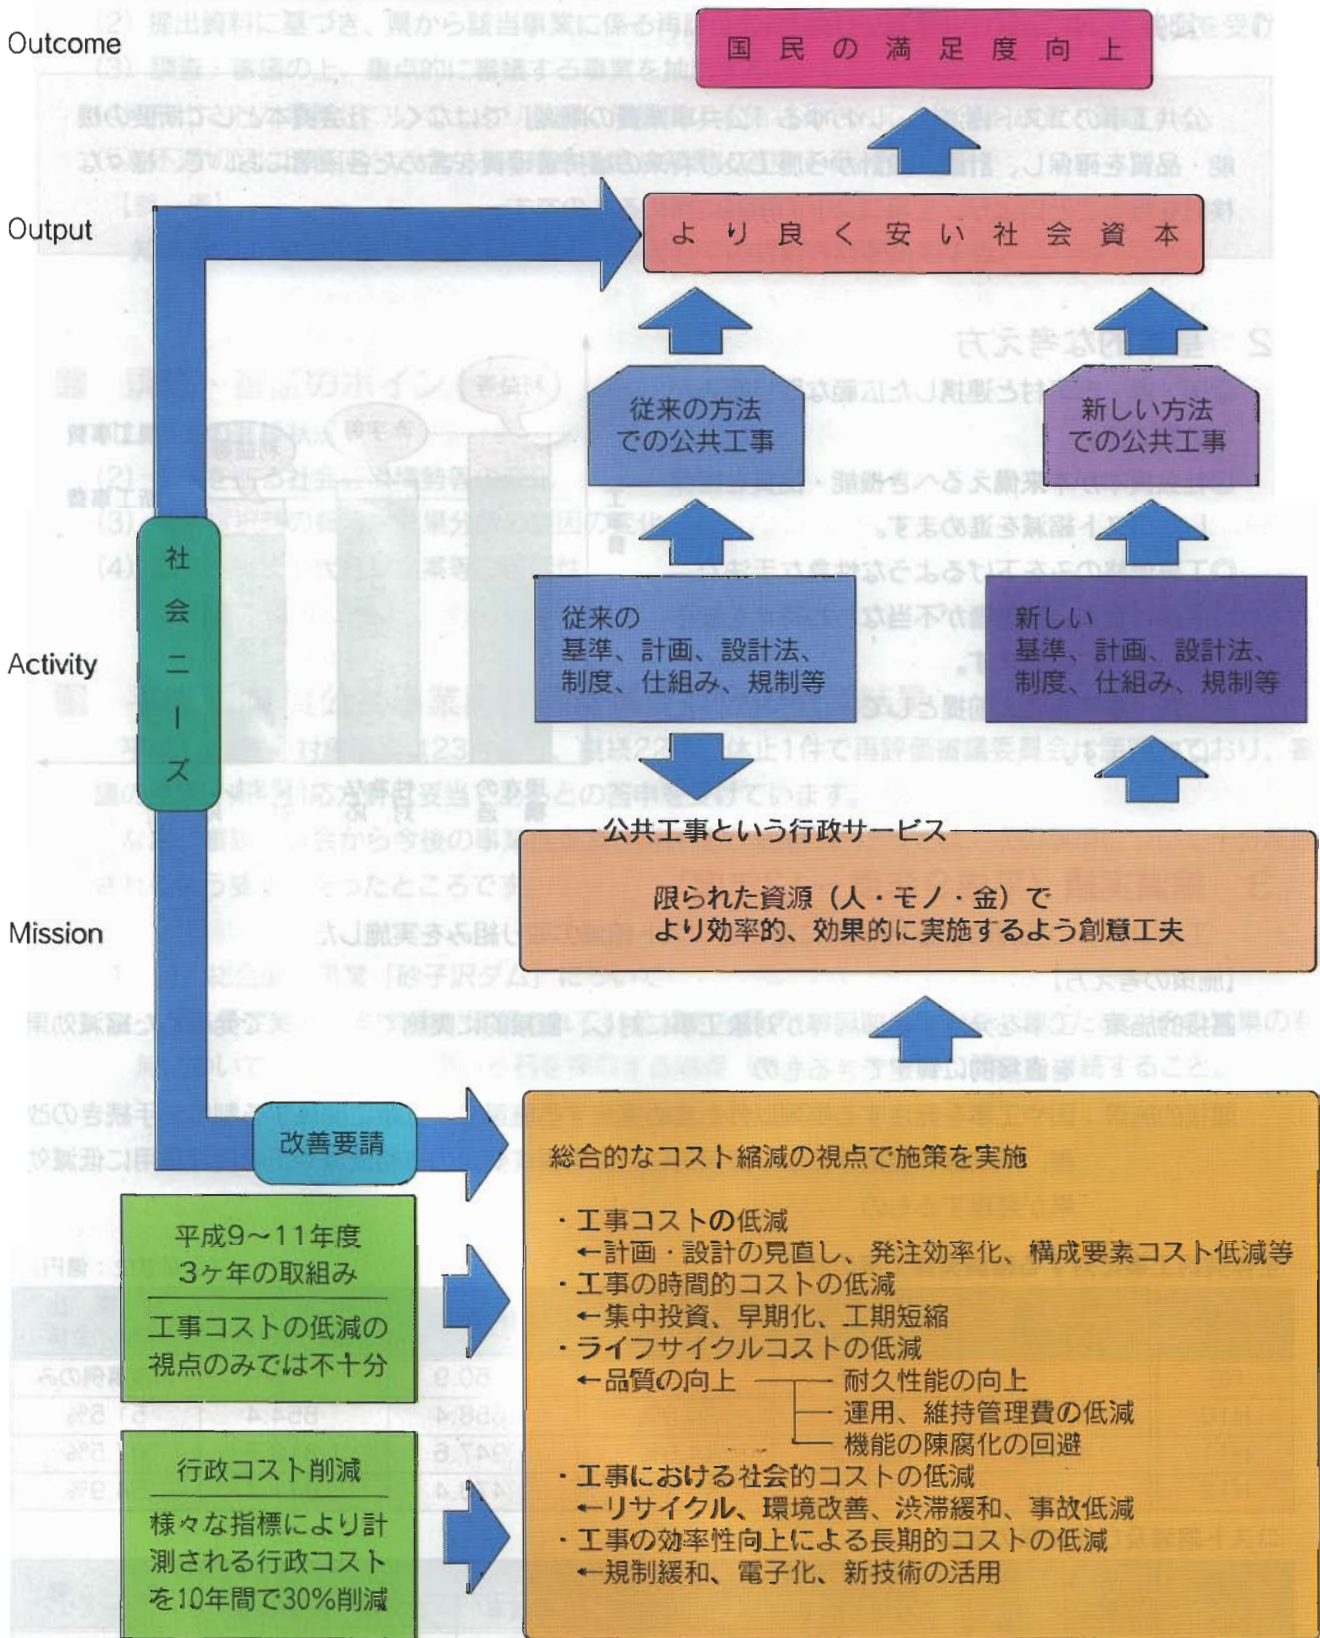 Outcome
国民の満足度向上
Output
より良く安い社会資本
従来の方法
での公共工事
新しい方法
での公共工事
社会ニーズ
Activity
従来の
基準、計画、設計法、
制度、仕組み、規制等
新しい
基準、計画、設計法、
制度、仕組み、規制等
公共工事という行政サービス
Mission
限られた資源（人・モノ・金）で
より効率的、効果的に実施するよう創意工夫
改善要請
平成9～11年度
3ヶ年の取組み
工事コストの低減の
視点のみでは不十分
行政コスト削減
様々な指標により計
測される行政コスト
を10年間で30%削減
総合的なコスト縮減の視点で施策を実施
・工事コストの低減
←計画・設計の見直し、発注効率化、構成要素コスト低減等
・工事の時間的コストの低減
←集中投資、早期化、工期短縮
・ライフサイクルコストの低減
←品質の向上 耐久性能の向上
運用、維持管理費の低減
機能の陳腐化の回避
・工事における社会的コストの低減
←リサイクル、環境改善、渋滞緩和、事故低減
・工事の効率性向上による長期的コストの低減
←規制緩和、電子化、新技術の活用